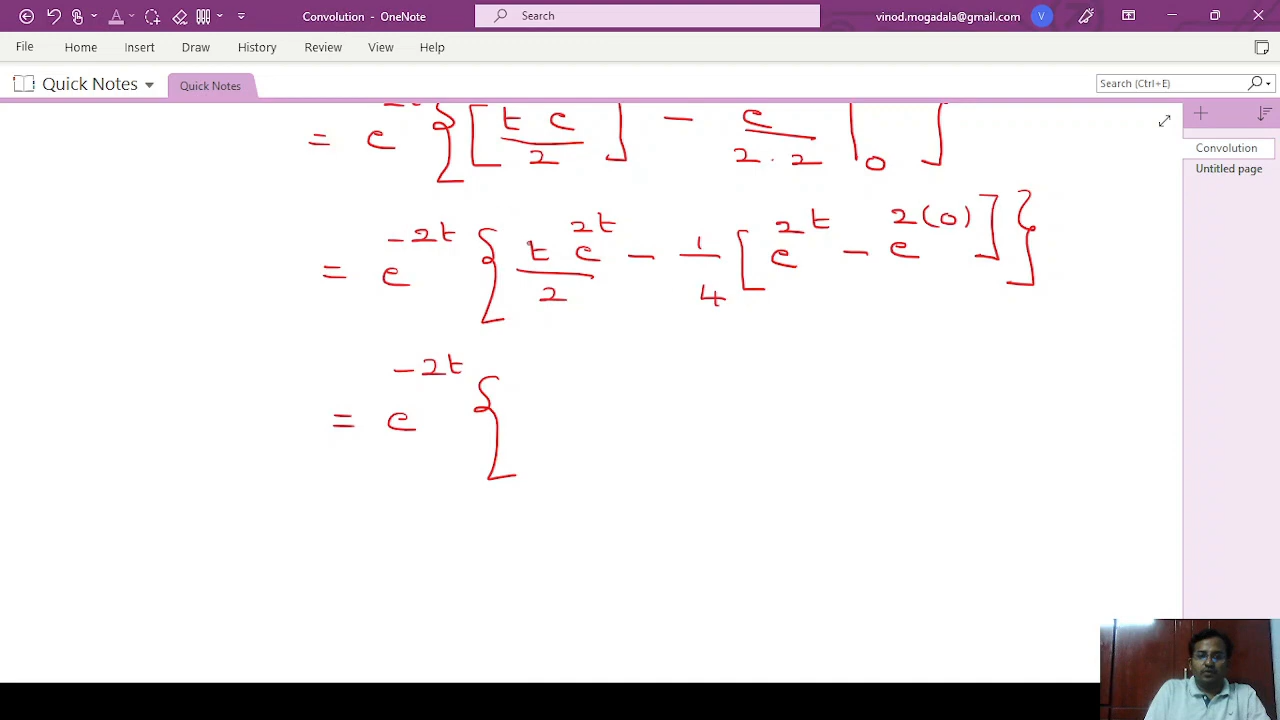 Convolution - OneNote
Search
vinod.mogadala@gmail.com
V
File Home Insert Draw History Review View Help
Quick Notes
Quick Notes
Search (Ctrl+E)
Convolution
Untitled page
= e {[t e / 2] - e / 2.2 |0 ]
= e^-2t { t e^2t / 2 - 1/4 [e^2t - e^2(0)] }
= e^-2t {